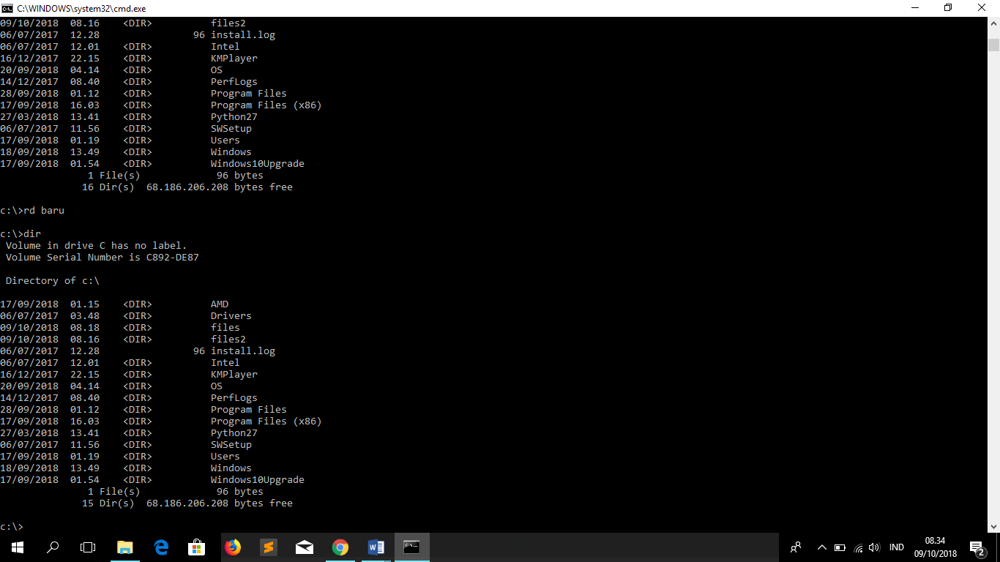 C:\WINDOWS\system32\cmd.exe
09/10/2018  08.16    <DIR>          files2
06/07/2017  12.28                96 install.log
06/07/2017  12.01    <DIR>          Intel
16/12/2017  22.15    <DIR>          KMPlayer
20/09/2018  04.14    <DIR>          OS
14/12/2017  08.40    <DIR>          PerfLogs
28/09/2018  01.12    <DIR>          Program Files
17/09/2018  16.03    <DIR>          Program Files (x86)
27/03/2018  13.41    <DIR>          Python27
06/07/2017  11.56    <DIR>          SWSetup
17/09/2018  01.19    <DIR>          Users
18/09/2018  13.49    <DIR>          Windows
17/09/2018  01.54    <DIR>          Windows10Upgrade
               1 File(s)             96 bytes
              16 Dir(s)  68.186.206.208 bytes free
c:\>rd baru
c:\>dir
 Volume in drive C has no label.
 Volume Serial Number is C892-DE87
 Directory of c:\
17/09/2018  01.15    <DIR>          AMD
06/07/2017  03.48    <DIR>          Drivers
09/10/2018  08.18    <DIR>          files
09/10/2018  08.16    <DIR>          files2
06/07/2017  12.28                96 install.log
06/07/2017  12.01    <DIR>          Intel
16/12/2017  22.15    <DIR>          KMPlayer
20/09/2018  04.14    <DIR>          OS
14/12/2017  08.40    <DIR>          PerfLogs
28/09/2018  01.12    <DIR>          Program Files
17/09/2018  16.03    <DIR>          Program Files (x86)
27/03/2018  13.41    <DIR>          Python27
06/07/2017  11.56    <DIR>          SWSetup
17/09/2018  01.19    <DIR>          Users
18/09/2018  13.49    <DIR>          Windows
17/09/2018  01.54    <DIR>          Windows10Upgrade
               1 File(s)             96 bytes
              15 Dir(s)  68.186.206.208 bytes free
c:\>
IND
08.34
09/10/2018
2